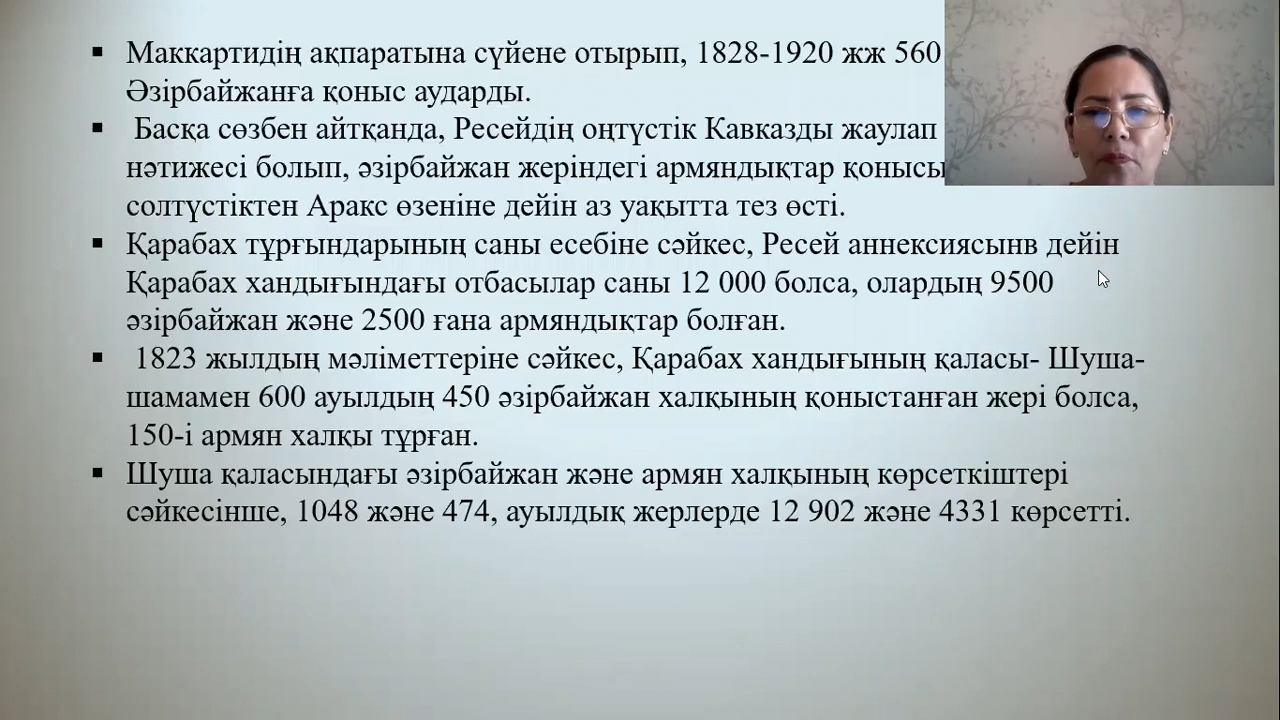 ▪ Маккартидің ақпаратына сүйене отырып, 1828-1920 жж 560
Әзірбайжанға қоныс аударды.
▪ Басқа сөзбен айтқанда, Ресейдің оңтүстік Кавказды жаулап
нәтижесі болып, әзірбайжан жеріндегі армяндықтар қонысы
солтүстіктен Аракс өзеніне дейін аз уақытта тез өсті.
▪ Қарабах тұрғындарының саны есебіне сәйкес, Ресей аннексиясынв дейін
Қарабах хандығындағы отбасылар саны 12 000 болса, олардың 9500
әзірбайжан және 2500 ғана армяндықтар болған.
▪ 1823 жылдың мәліметтеріне сәйкес, Қарабах хандығының қаласы- Шуша-
шамамен 600 ауылдың 450 әзірбайжан халқының қоныстанған жері болса,
150-і армян халқы тұрған.
▪ Шуша қаласындағы әзірбайжан және армян халқының көрсеткіштері
сәйкесінше, 1048 және 474, ауылдық жерлерде 12 902 және 4331 көрсетті.